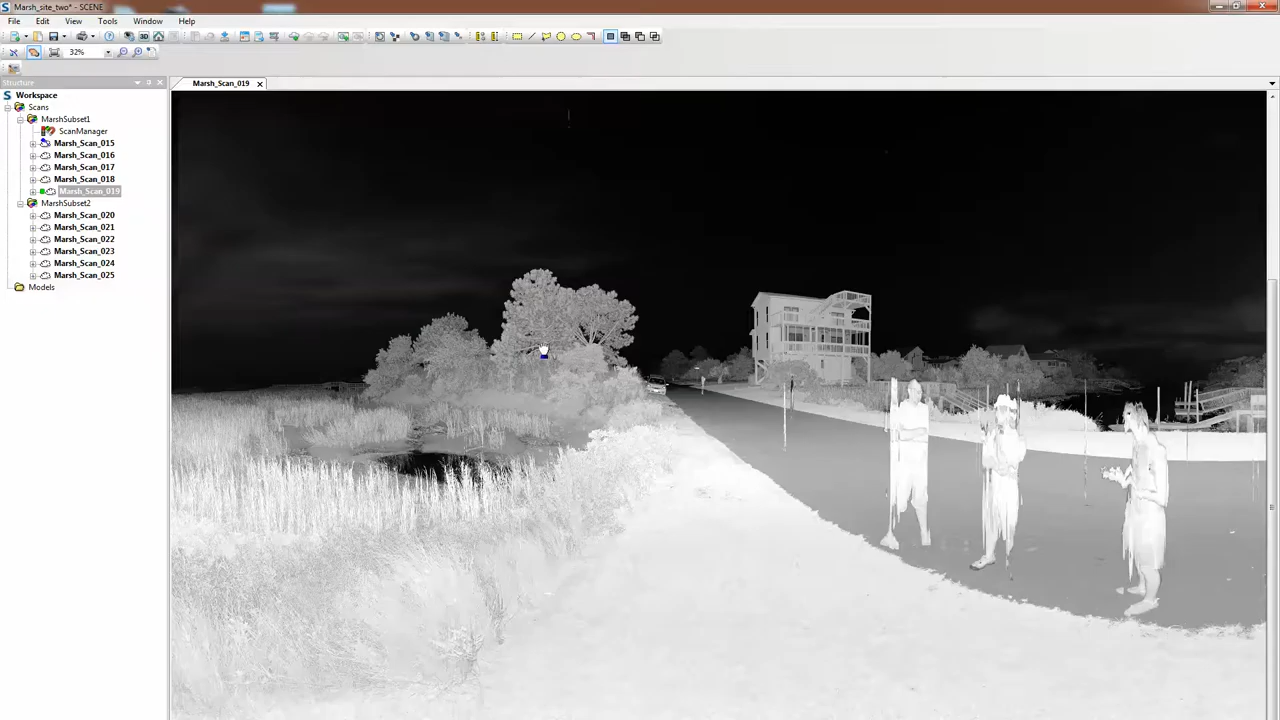 Marsh_site_two* - SCENE
File Edit View Tools Window Help
32%
Structure
Marsh_Scan_019
Workspace
Scans
MarshSubset1
ScanManager
Marsh_Scan_015
Marsh_Scan_016
Marsh_Scan_017
Marsh_Scan_018
Marsh_Scan_019
MarshSubset2
Marsh_Scan_020
Marsh_Scan_021
Marsh_Scan_022
Marsh_Scan_023
Marsh_Scan_024
Marsh_Scan_025
Models